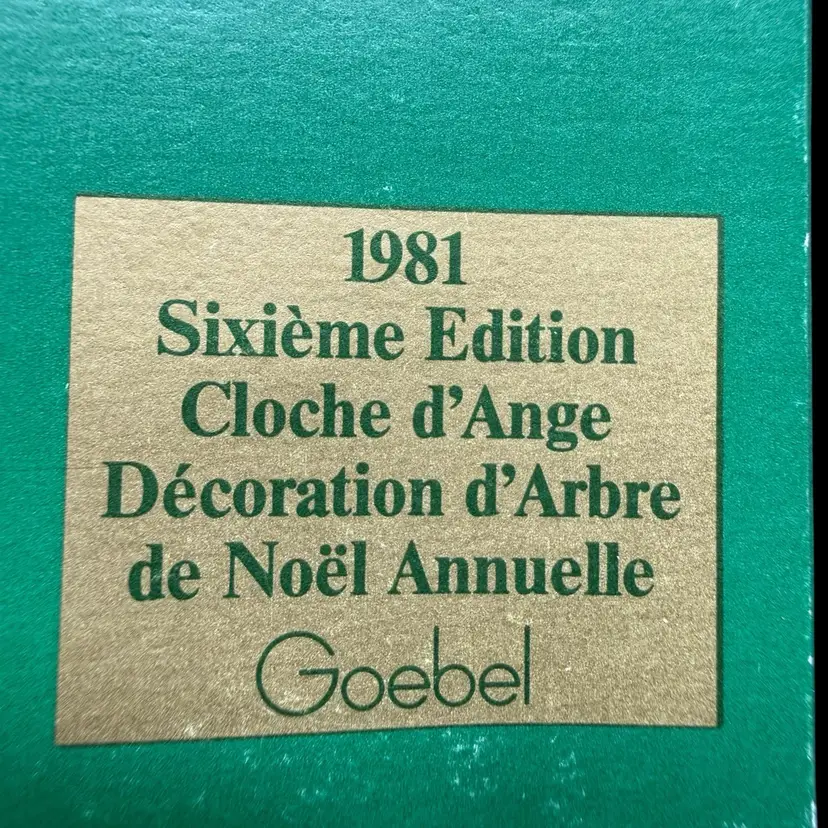 1981
Sixième Edition
Cloche d'Ange
Décoration d'Arbre
de Noël Annuelle
Goebel